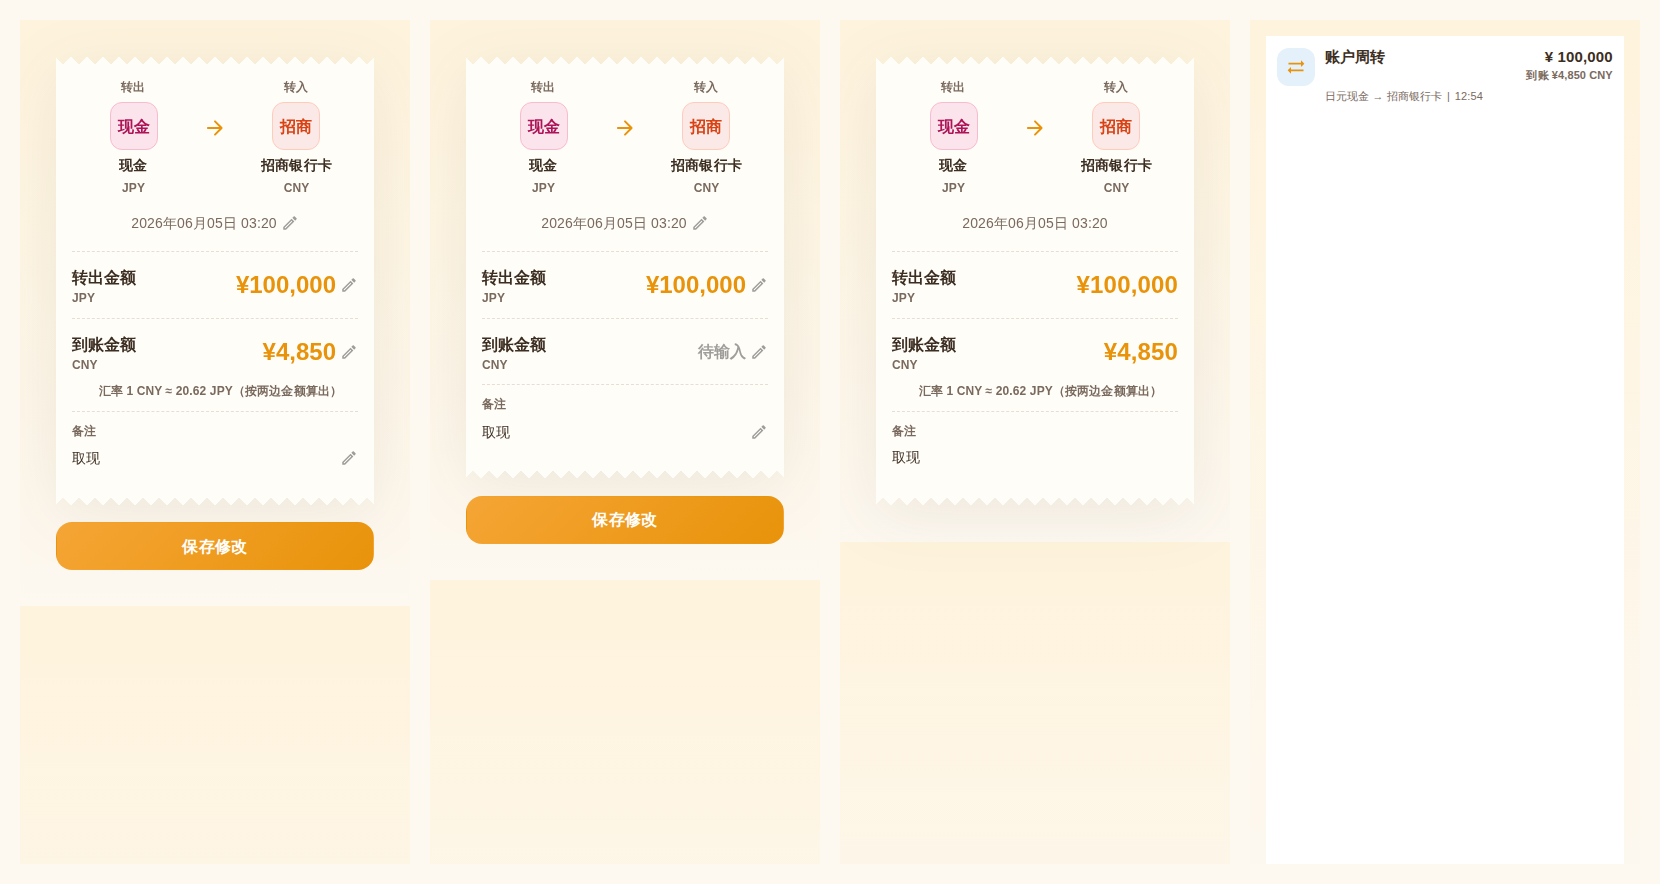 转出
转入
现金
招商
现金
招商银行卡
JPY
CNY
2026年06月05日 03:20
转出金额
JPY
¥100,000
到账金额
CNY
¥4,850
汇率 1 CNY ≈ 20.62 JPY（按两边金额算出）
备注
取现
保存修改
转出
转入
现金
招商
现金
招商银行卡
JPY
CNY
2026年06月05日 03:20
转出金额
JPY
¥100,000
到账金额
CNY
待输入
备注
取现
保存修改
转出
转入
现金
招商
现金
招商银行卡
JPY
CNY
2026年06月05日 03:20
转出金额
JPY
¥100,000
到账金额
CNY
¥4,850
汇率 1 CNY ≈ 20.62 JPY（按两边金额算出）
备注
取现
账户周转
¥ 100,000
到账 ¥4,850 CNY
日元现金 → 招商银行卡 | 12:54